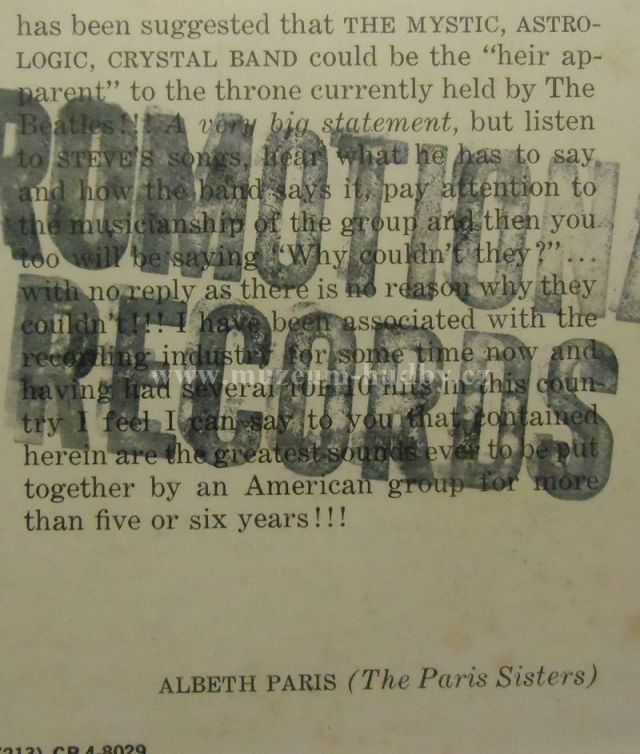 has been suggested that THE MYSTIC, ASTRO-
LOGIC, CRYSTAL BAND could be the "heir ap-
parent" to the throne currently held by The
Beatles!!! A very big statement, but listen
to STEVE'S songs, hear what he has to say
and how the band says it, pay attention to
the musicianship of the group and then you
too will be saying "Why couldn't they?"...
with no reply as there is no reason why they
couldn't!!! I have been associated with the
recording industry for some time now and
having had several TOP 10 hits in this coun-
try I feel I can say to you that contained
herein are the greatest sounds ever to be put
together by an American group for more
than five or six years!!!
ROMOTION
RECORDS
www.muzeum-hudby.cz
ALBETH PARIS (The Paris Sisters)
(213) CR 4-8029